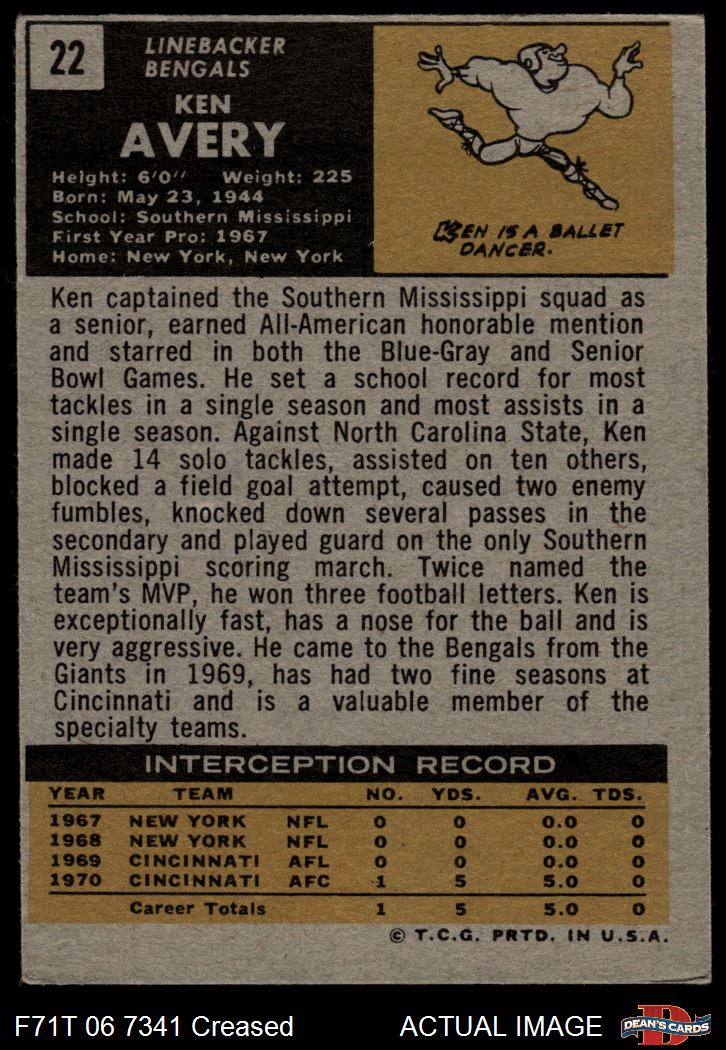 22
LINEBACKER
BENGALS
KEN
AVERY
Height: 6'0" Weight: 225
Born: May 23, 1944
School: Southern Mississippi
First Year Pro: 1967
Home: New York, New York
KEN IS A BALLET
DANCER.
Ken captained the Southern Mississippi squad as
a senior, earned All-American honorable mention
and starred in both the Blue-Gray and Senior
Bowl Games. He set a school record for most
tackles in a single season and most assists in a
single season. Against North Carolina State, Ken
made 14 solo tackles, assisted on ten others,
blocked a field goal attempt, caused two enemy
fumbles, knocked down several passes in the
secondary and played guard on the only Southern
Mississippi scoring march. Twice named the
team's MVP, he won three football letters. Ken is
exceptionally fast, has a nose for the ball and is
very aggressive. He came to the Bengals from the
Giants in 1969, has had two fine seasons at
Cincinnati and is a valuable member of the
specialty teams.
INTERCEPTION RECORD
YEAR TEAM NO. YDS. AVG. TDS.
1967 NEW YORK NFL 0 0 0.0 0
1968 NEW YORK NFL 0 0 0.0 0
1969 CINCINNATI AFL 0 0 0.0 0
1970 CINCINNATI AFC 1 5 5.0 0
Career Totals 1 5 5.0 0
© T.C.G. PRTD. IN U.S.A.
F71T 06 7341 Creased ACTUAL IMAGE
D
DEAN'S CARDS